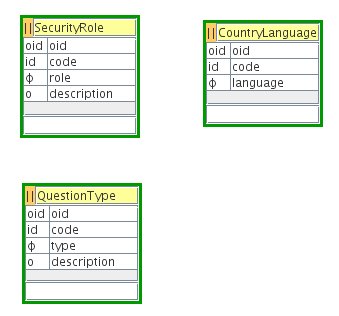 || SecurityRole
oid oid
id code
ф role
o description
|| CountryLanguage
oid oid
id code
ф language
|| QuestionType
oid oid
id code
ф type
o description